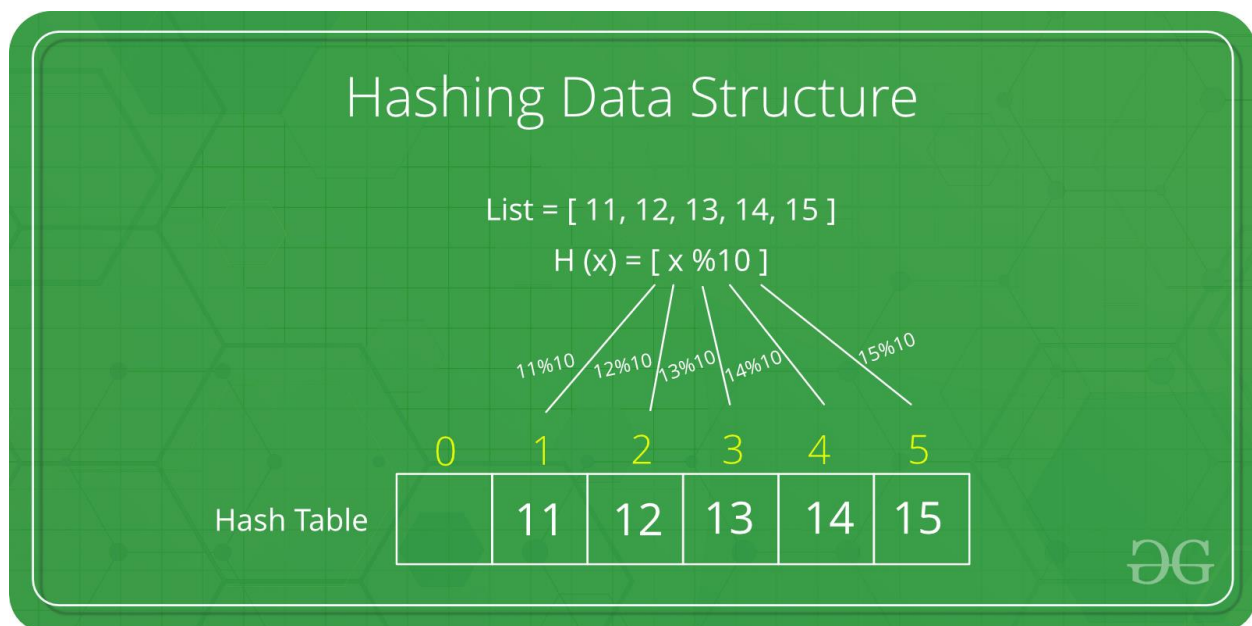 Hashing Data Structure
List = [ 11, 12, 13, 14, 15 ]
H (x) = [ x %10 ]
11%10 12%10 13%10 14%10 15%10
0 1 2 3 4 5
Hash Table 11 12 13 14 15